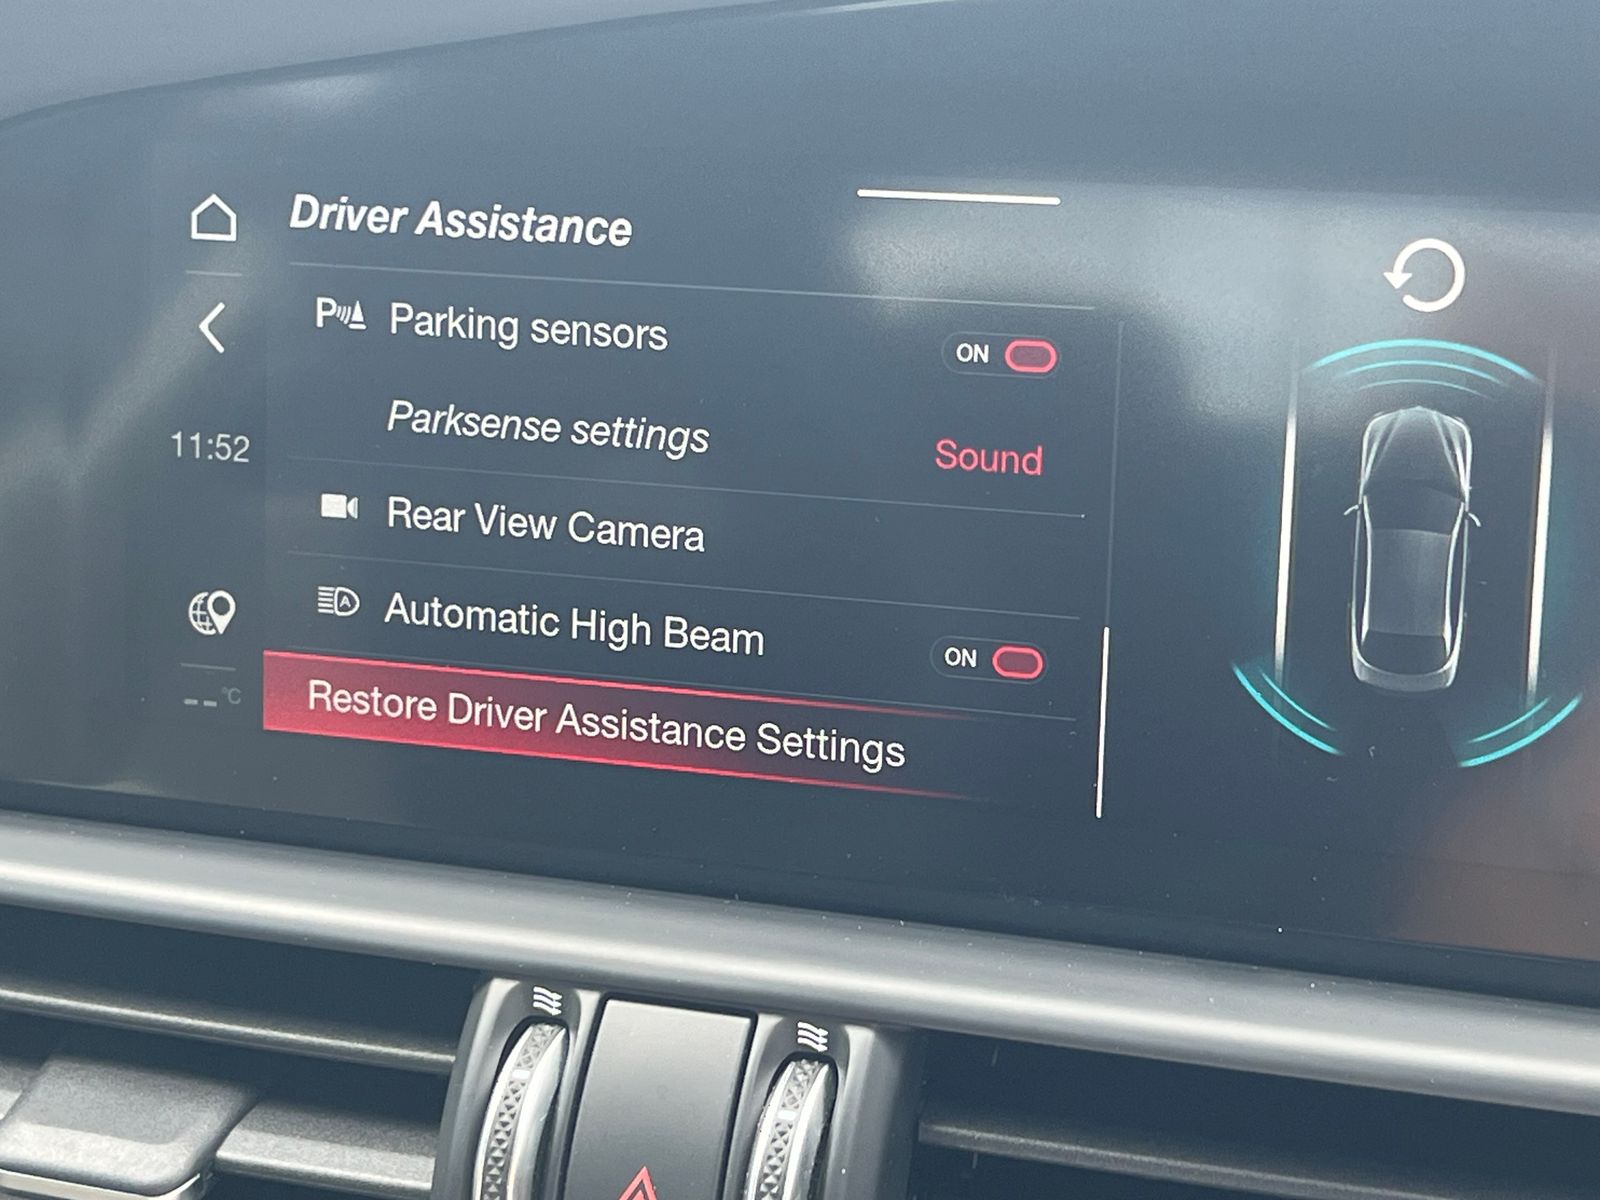 Driver Assistance
P Parking sensors ON
Parksense settings Sound
11:52
Rear View Camera
A Automatic High Beam ON
Restore Driver Assistance Settings
--°C